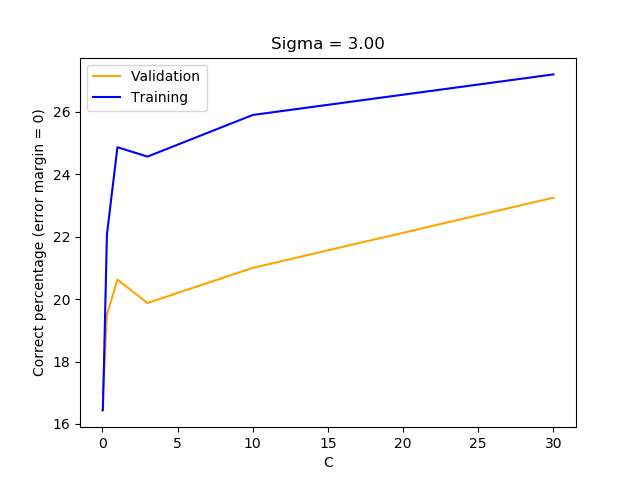 Sigma = 3.00
Validation
Training
Correct percentage (error margin = 0)
26
24
22
20
18
16
0 5 10 15 20 25 30
C